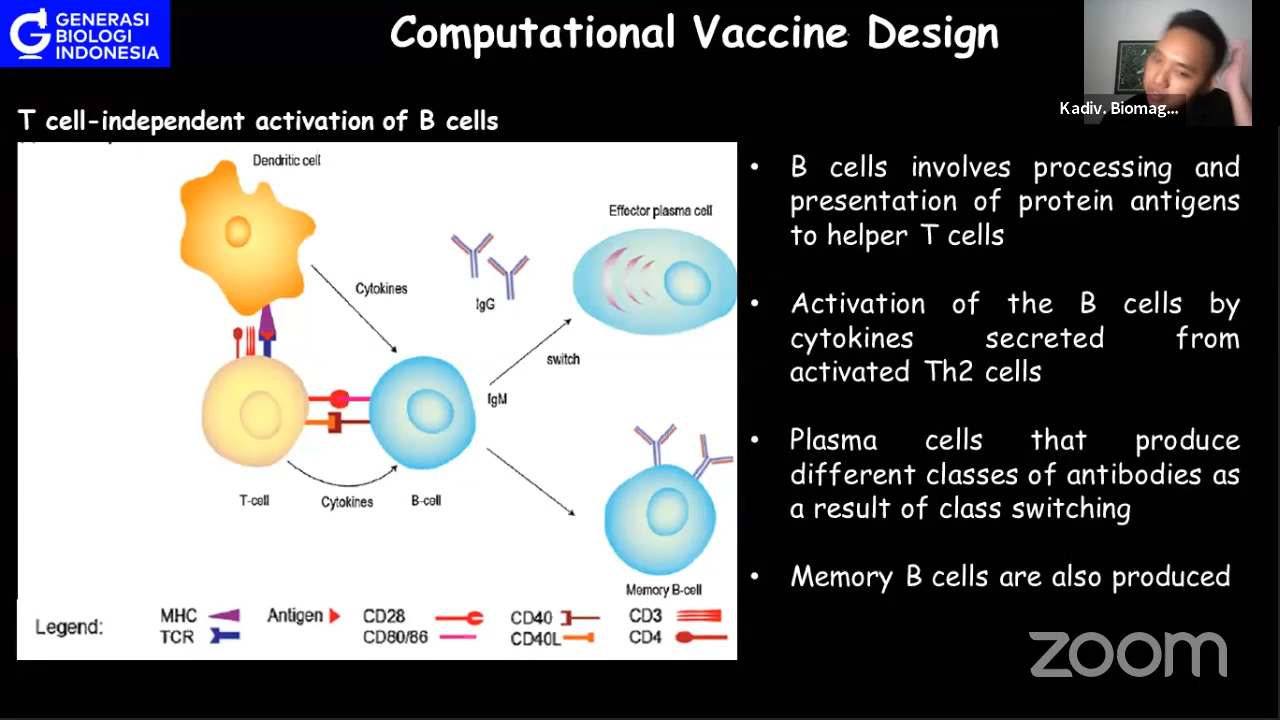 GENERASI
BIOLOGI
INDONESIA
Computational Vaccine Design
Kadiv. Biomag...
T cell-independent activation of B cells
Dendritic cell
Cytokines
IgG
Effector plasma cell
switch
IgM
T-cell
Cytokines
B-cell
Memory B-cell
Legend:
MHC
Antigen
CD28
CD40
CD3
TCR
CD80/86
CD40L
CD4
• B cells involves processing and
presentation of protein antigens
to helper T cells
• Activation of the B cells by
cytokines secreted from
activated Th2 cells
• Plasma cells that produce
different classes of antibodies as
a result of class switching
• Memory B cells are also produced
zoom